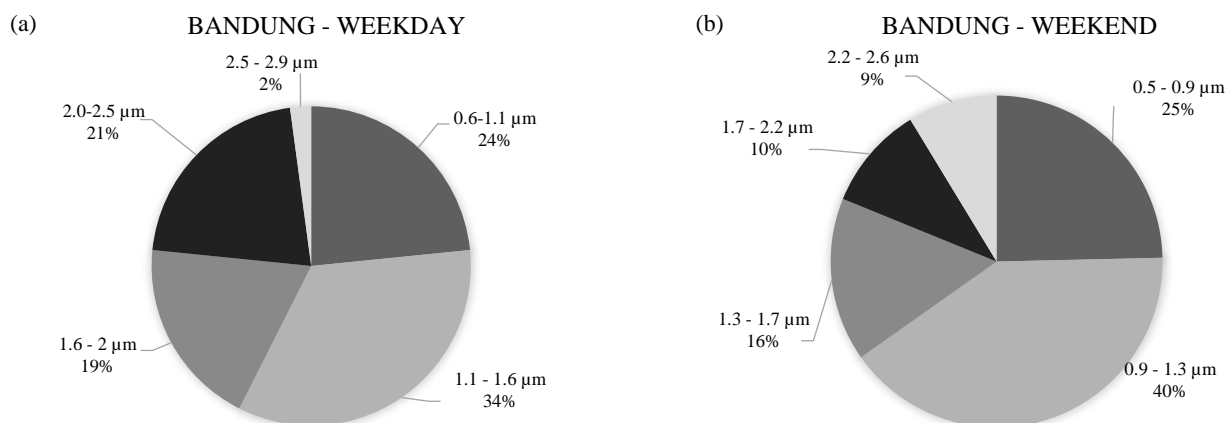 (a)
BANDUNG - WEEKDAY
2.5 - 2.9 µm
2%
2.0-2.5 µm
21%
0.6-1.1 µm
24%
1.6 - 2 µm
19%
1.1 - 1.6 µm
34%
(b)
BANDUNG - WEEKEND
2.2 - 2.6 µm
9%
0.5 - 0.9 µm
25%
1.7 - 2.2 µm
10%
1.3 - 1.7 µm
16%
0.9 - 1.3 µm
40%